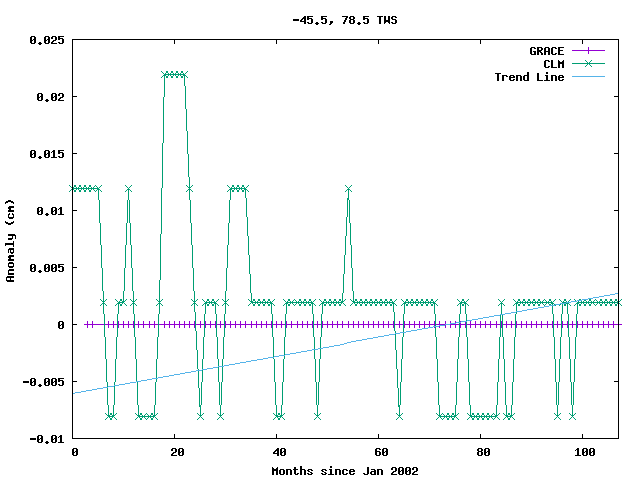 -45.5, 78.5 TWS
0.025
0.02
0.015
0.01
0.005
0
-0.005
-0.01
Anomaly (cm)
GRACE
CLM
Trend Line
0 20 40 60 80 100
Months since Jan 2002